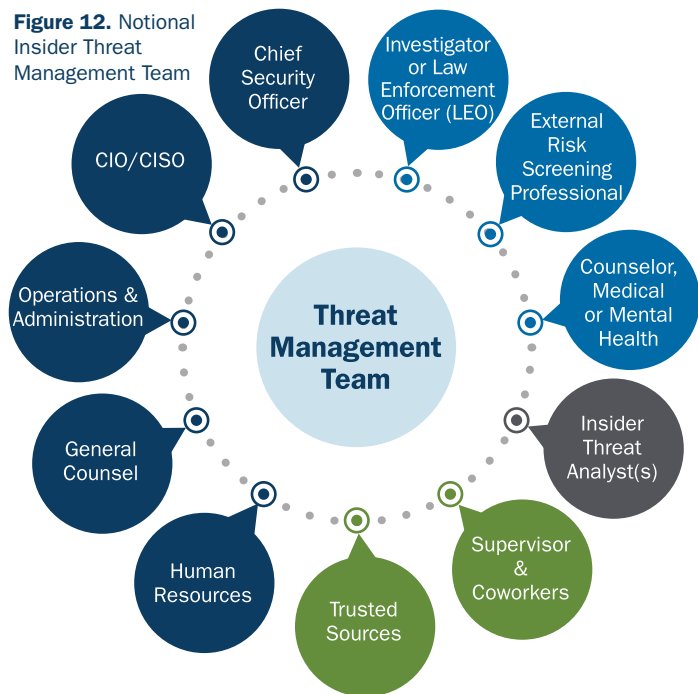 Figure 12. Notional
Insider Threat
Management Team
Chief
Security
Officer
Investigator
or Law
Enforcement
Officer (LEO)
External
Risk
Screening
Professional
Counselor,
Medical
or Mental
Health
Insider
Threat
Analyst(s)
Supervisor
&
Coworkers
Trusted
Sources
Human
Resources
General
Counsel
Operations &
Administration
CIO/CISO
Threat
Management
Team